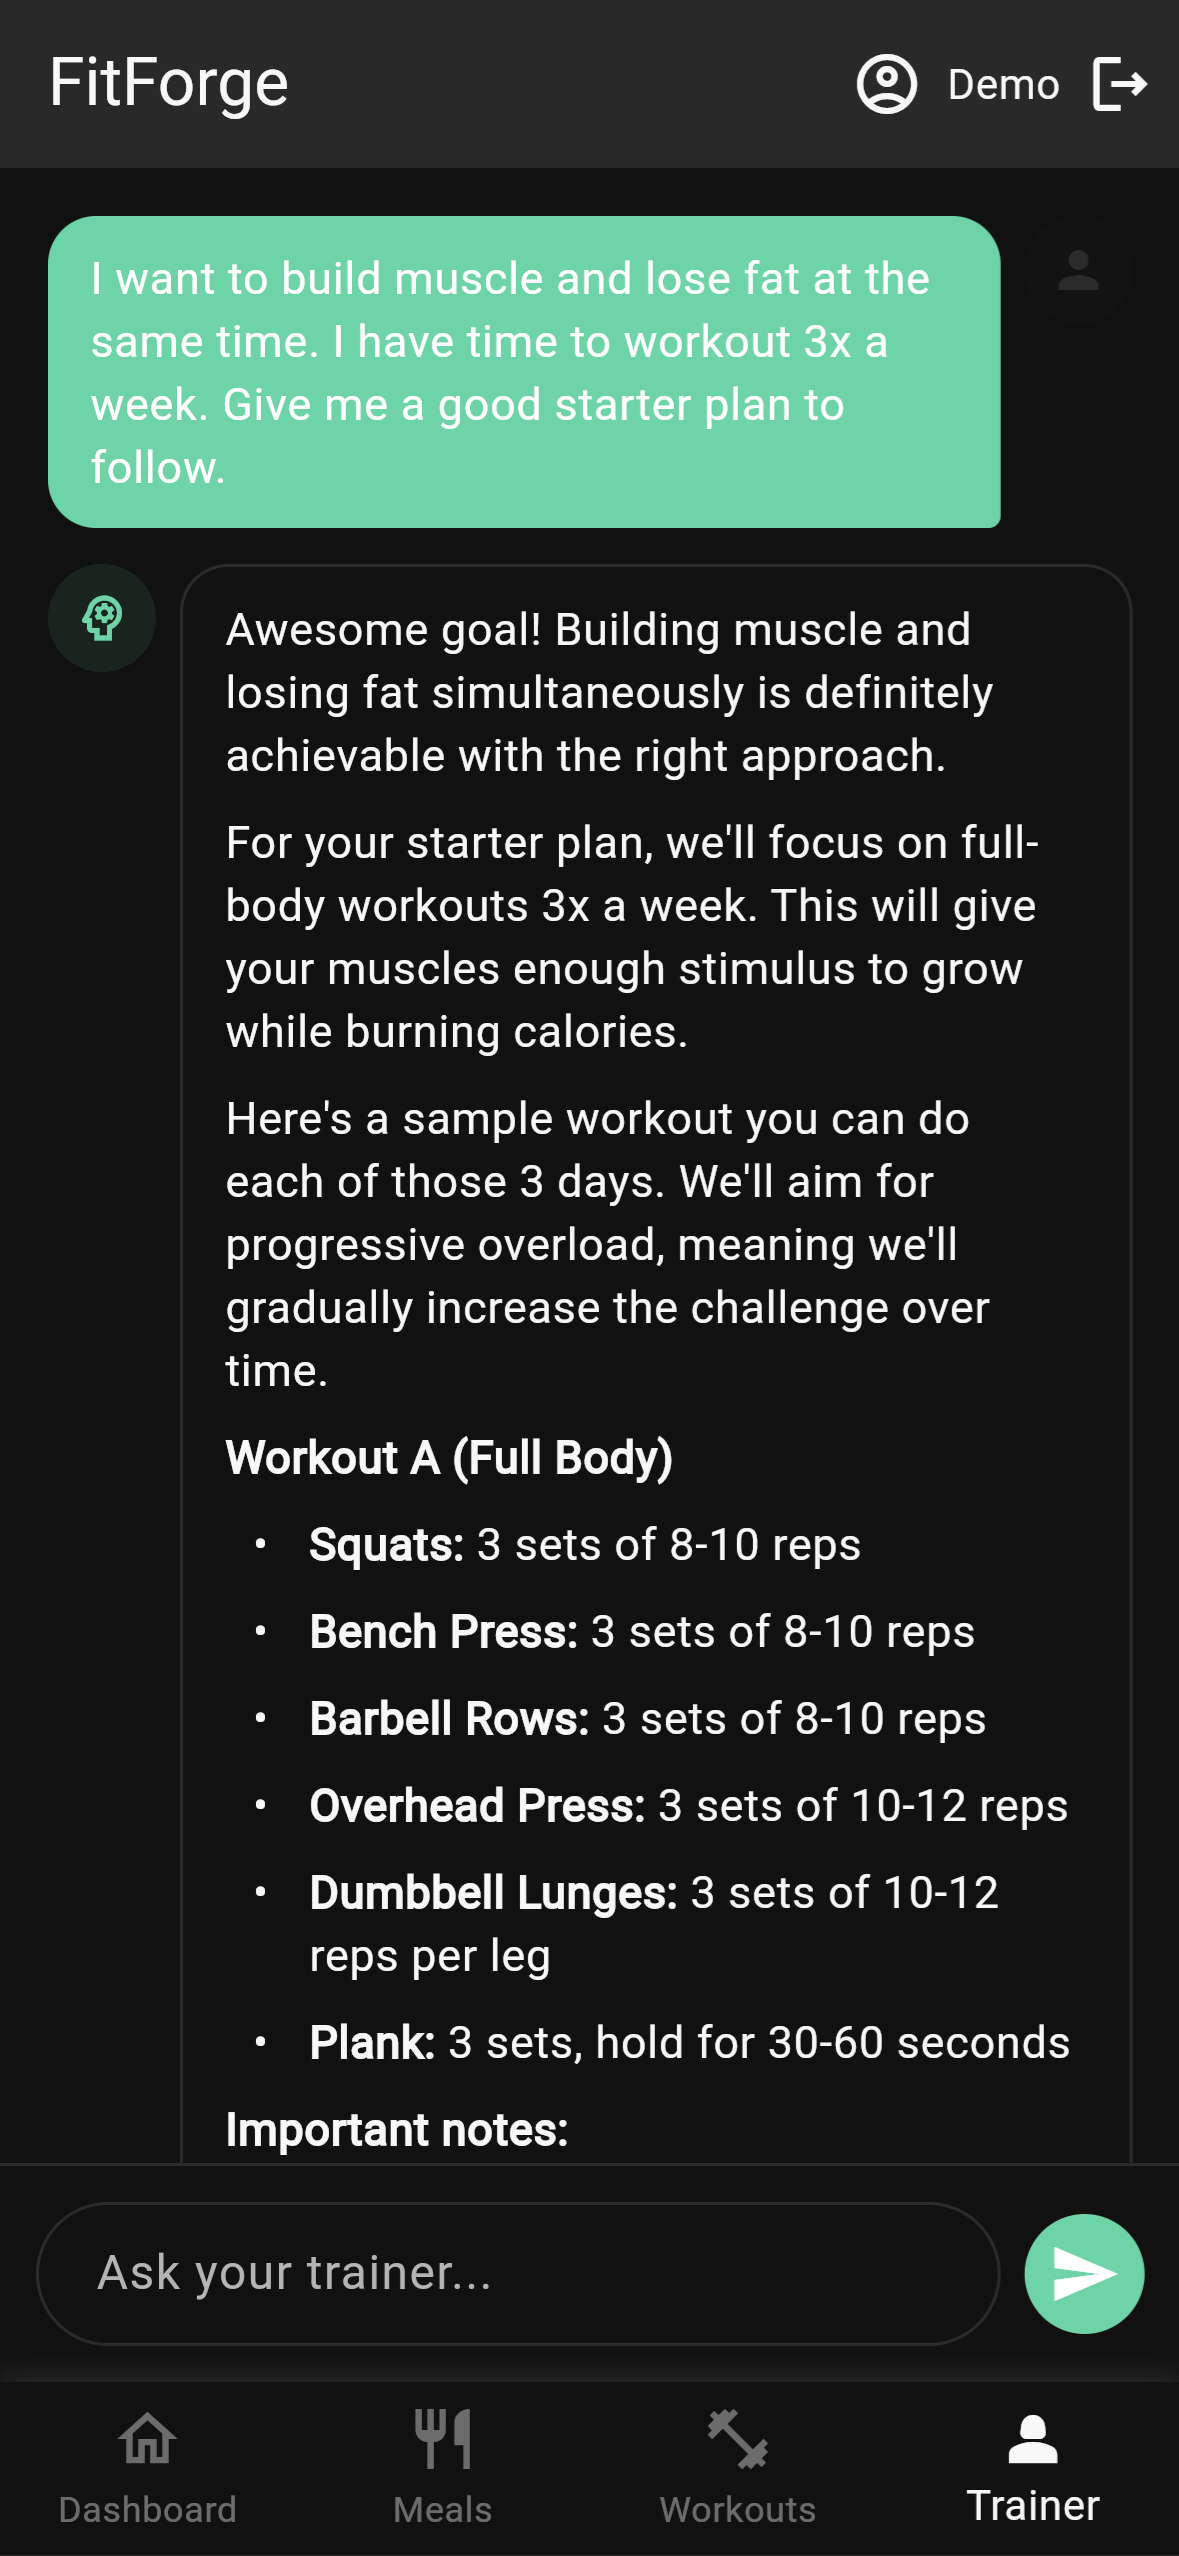 FitForge
Demo
I want to build muscle and lose fat at the
same time. I have time to workout 3x a
week. Give me a good starter plan to
follow.
Awesome goal! Building muscle and
losing fat simultaneously is definitely
achievable with the right approach.
For your starter plan, we'll focus on full-
body workouts 3x a week. This will give
your muscles enough stimulus to grow
while burning calories.
Here's a sample workout you can do
each of those 3 days. We'll aim for
progressive overload, meaning we'll
gradually increase the challenge over
time.
Workout A (Full Body)
• Squats: 3 sets of 8-10 reps
• Bench Press: 3 sets of 8-10 reps
• Barbell Rows: 3 sets of 8-10 reps
• Overhead Press: 3 sets of 10-12 reps
• Dumbbell Lunges: 3 sets of 10-12
reps per leg
• Plank: 3 sets, hold for 30-60 seconds
Important notes:
Ask your trainer...
Dashboard
Meals
Workouts
Trainer